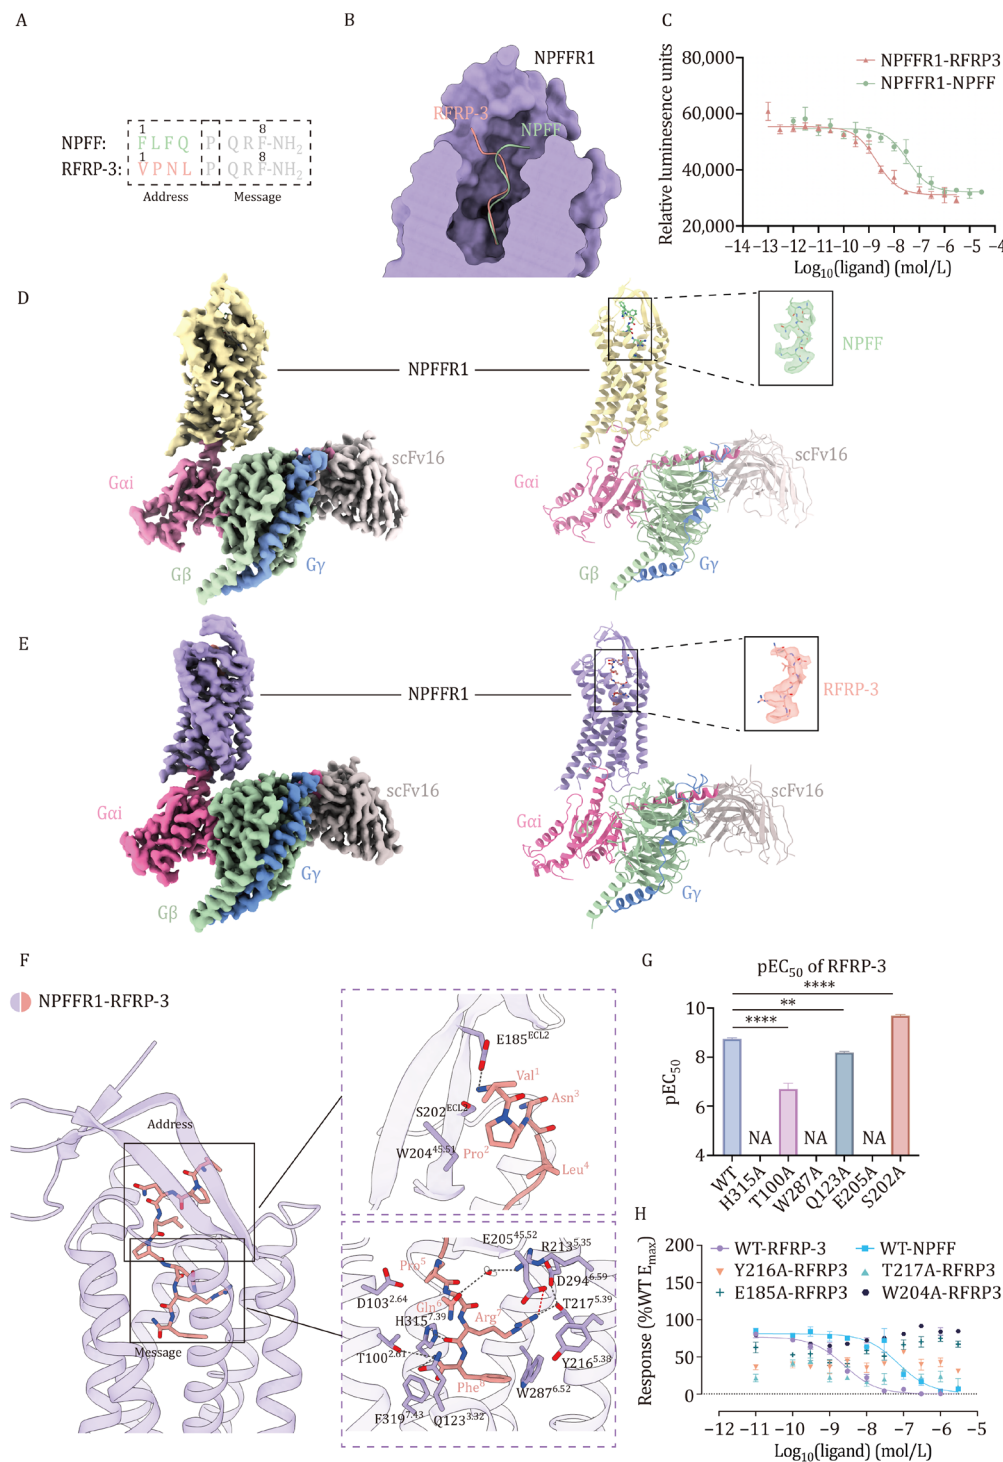 A
1 8
NPFF: F L F Q P Q R F-NH2
1 8
RFRP-3: V P N L P Q R F-NH2
Address Message
B
NPFFR1
RFRP-3
NPFF
C
NPFFR1-RFRP3
NPFFR1-NPFF
Relative luminesence units
80,000
60,000
40,000
20,000
−14 −13 −12 −11 −10 −9 −8 −7 −6 −5 −4
Log10(ligand) (mol/L)
D
NPFFR1
NPFF
Gαi
scFv16
Gβ
Gγ
scFv16
Gαi
Gβ
Gγ
E
NPFFR1
RFRP-3
Gαi
scFv16
Gβ
Gγ
scFv16
Gαi
Gβ
Gγ
F
NPFFR1-RFRP-3
Address
Message
E185ECL2
Val1
Asn3
S202ECL2
W20445.51
Pro2
Leu4
E20545.52
R2135.35
Pro5
D2946.59
D1032.64
Gln6
T2175.39
H3157.39
Arg7
T1002.61
Y2165.38
Phe8
W2876.52
F3197.43
Q1233.32
G
pEC50 of RFRP-3
****
**
****
pEC50
10
8
6
4
NA NA NA
WT H315A T100A W287A Q123A E205A S202A
H
WT-RFRP-3 WT-NPFF
Y216A-RFRP3 T217A-RFRP3
E185A-RFRP3 W204A-RFRP3
Response (%WT Emax)
200
150
100
50
0
−12 −11 −10 −9 −8 −7 −6 −5
Log10(ligand) (mol/L)